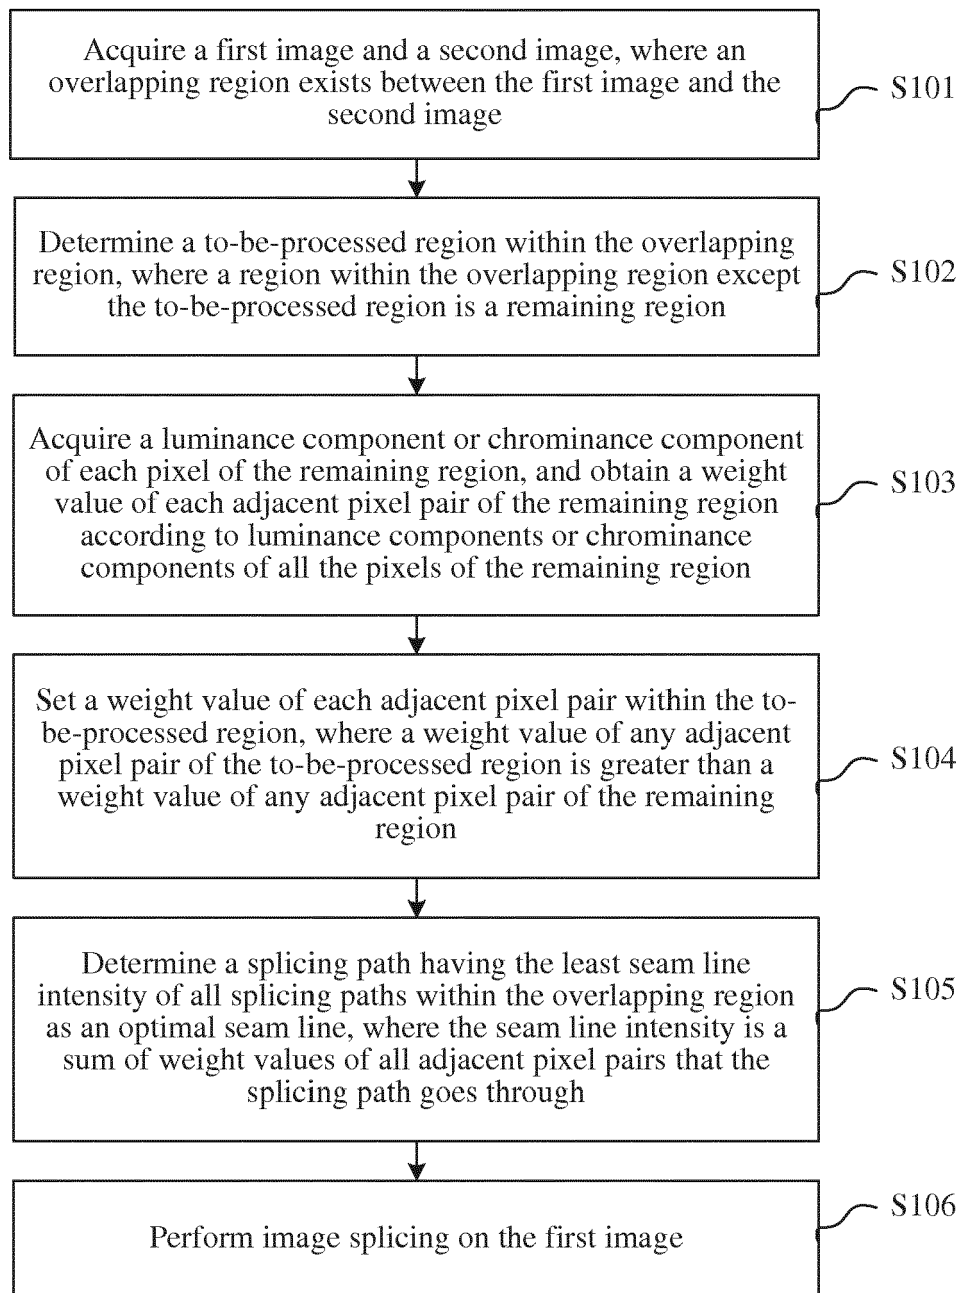 Acquire a first image and a second image, where an
overlapping region exists between the first image and the
second image
S101
Determine a to-be-processed region within the overlapping
region, where a region within the overlapping region except
the to-be-processed region is a remaining region
S102
Acquire a luminance component or chrominance component
of each pixel of the remaining region, and obtain a weight
value of each adjacent pixel pair of the remaining region
according to luminance components or chrominance
components of all the pixels of the remaining region
S103
Set a weight value of each adjacent pixel pair within the to-
be-processed region, where a weight value of any adjacent
pixel pair of the to-be-processed region is greater than a
weight value of any adjacent pixel pair of the remaining
region
S104
Determine a splicing path having the least seam line
intensity of all splicing paths within the overlapping region
as an optimal seam line, where the seam line intensity is a
sum of weight values of all adjacent pixel pairs that the
splicing path goes through
S105
Perform image splicing on the first image
S106